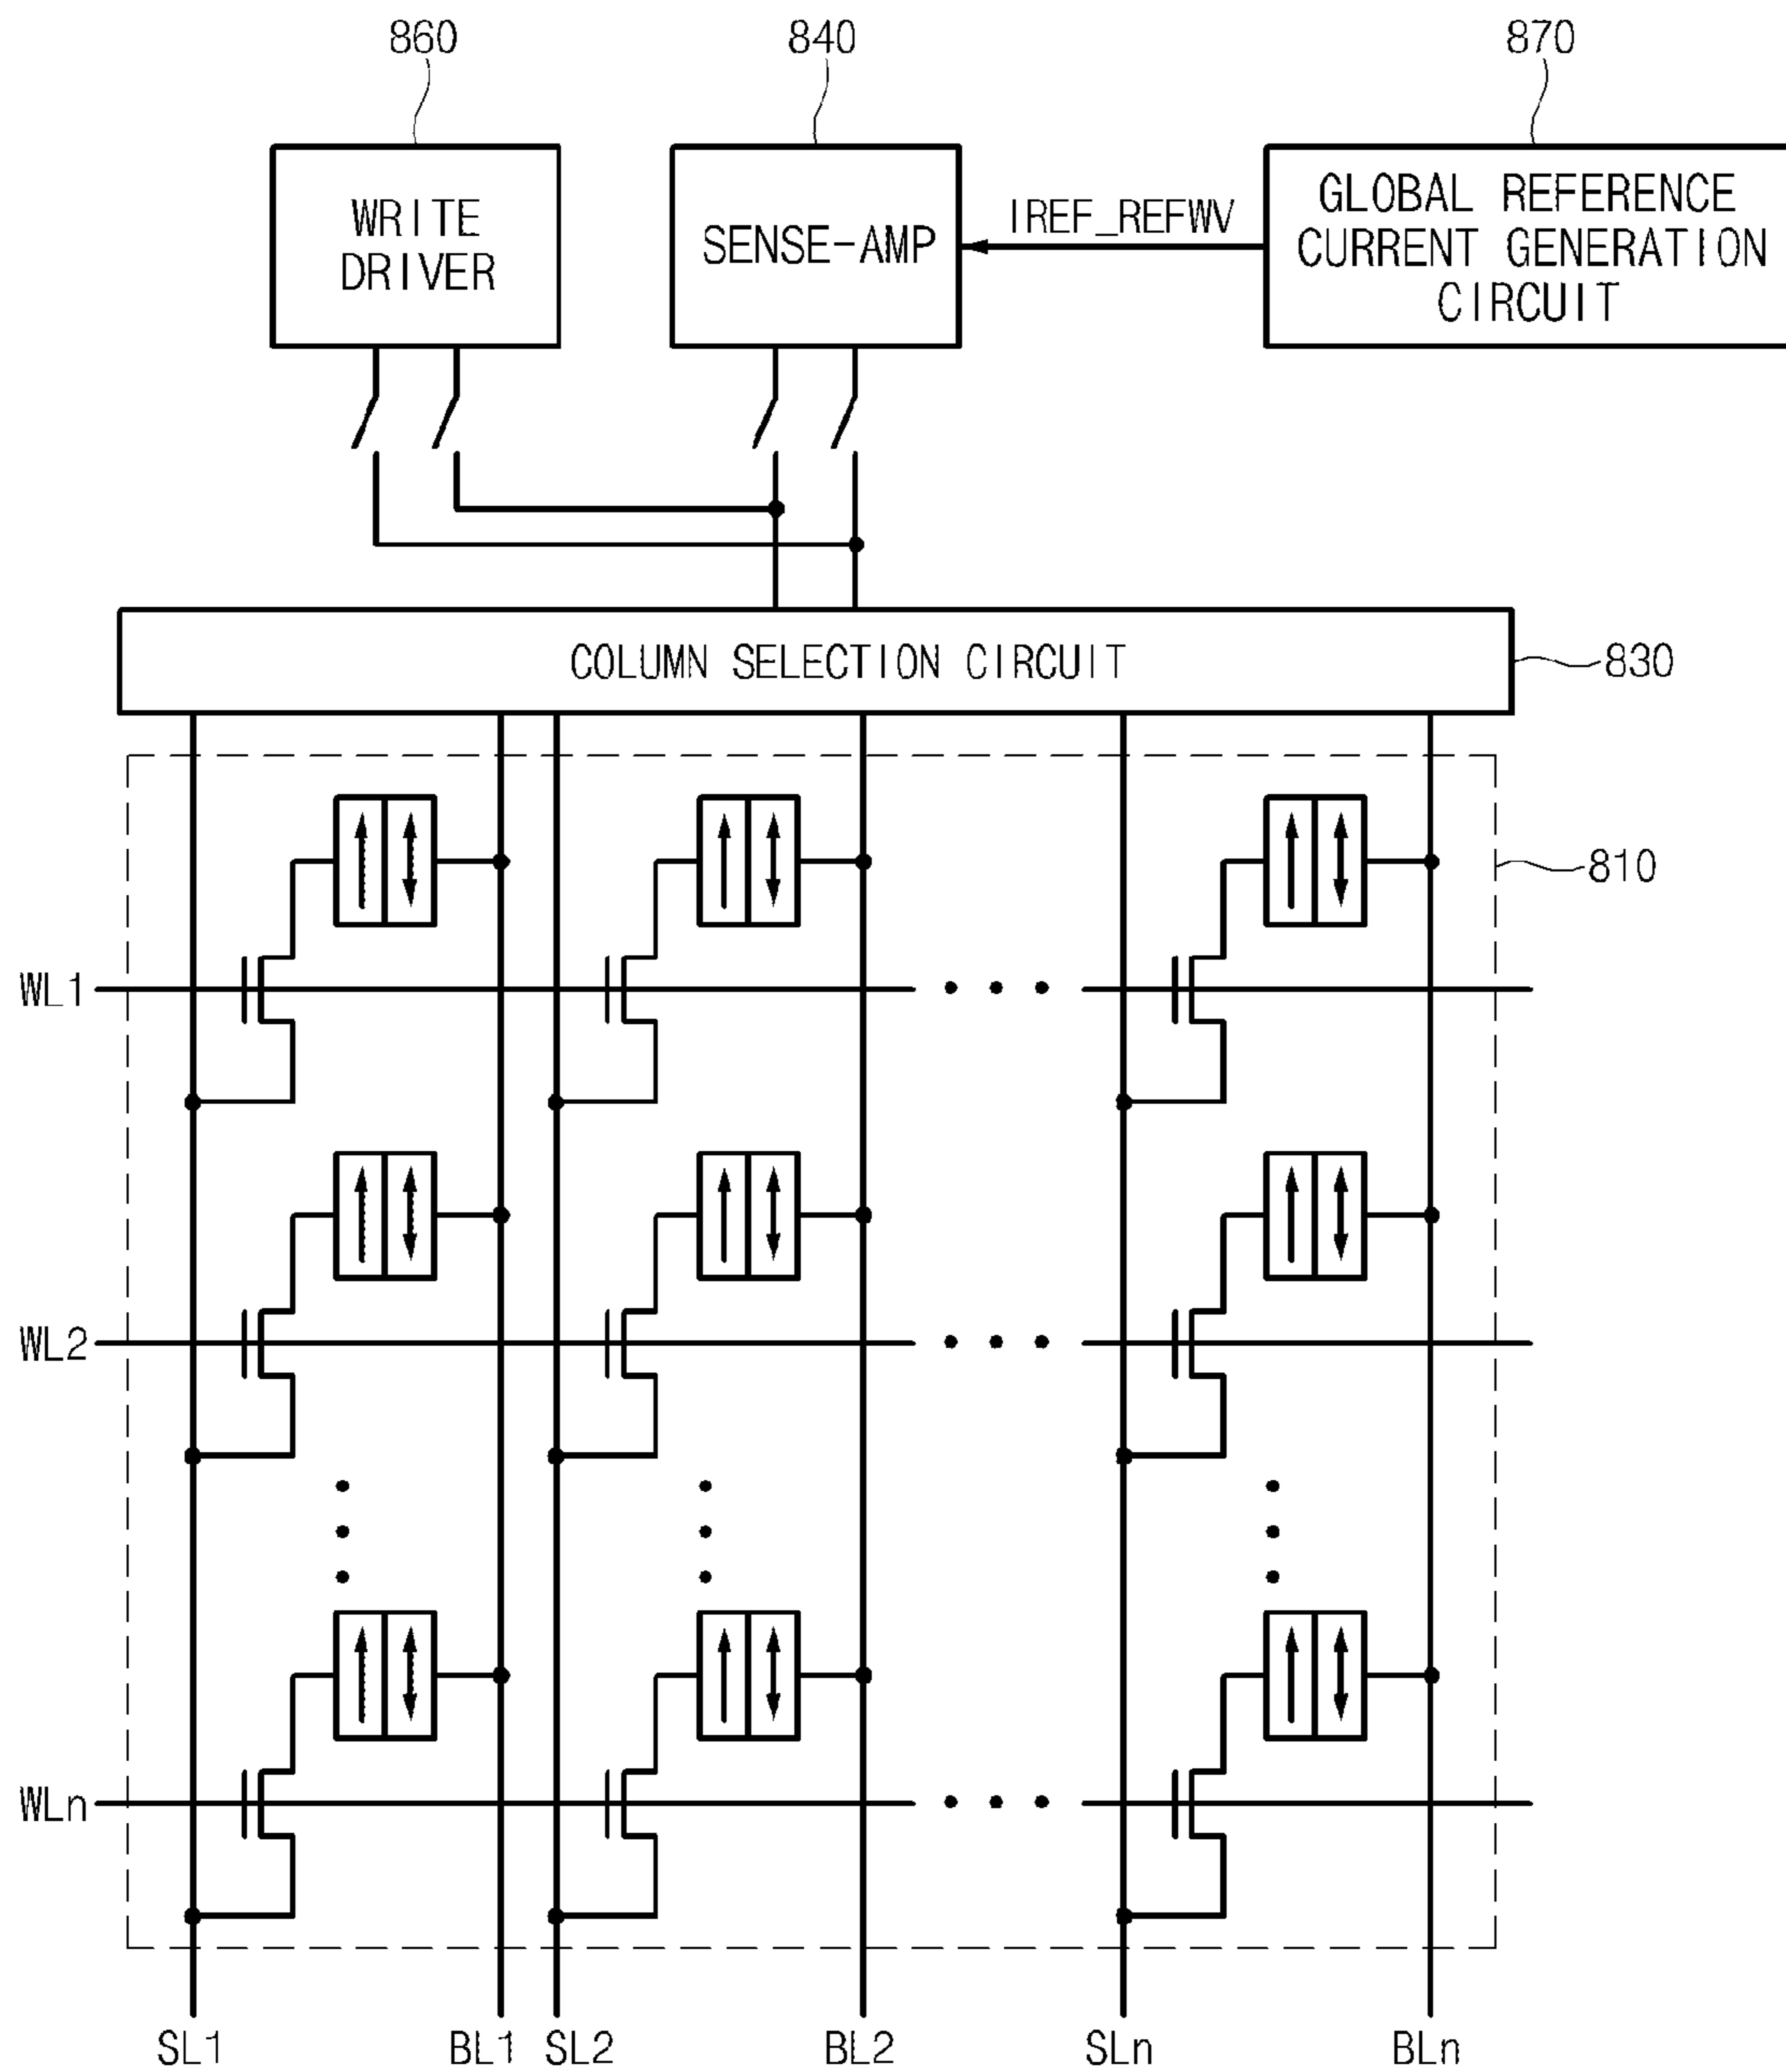 860
840
870
WRITE
DRIVER
SENSE-AMP
IREF_REFWV
GLOBAL REFERENCE
CURRENT GENERATION
CIRCUIT
COLUMN SELECTION CIRCUIT
830
810
WL1
WL2
WLn
SL1
BL1
SL2
BL2
SLn
BLn